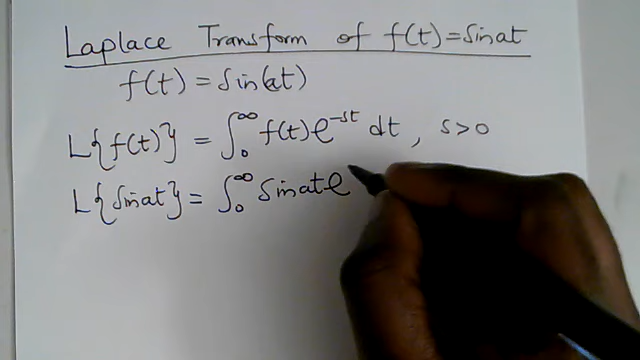 Laplace Transform of f(t)=sinat
f(t) = sin(at)
L{f(t)} = ∫₀^∞ f(t)e^-st dt , s>0
L{sinat} = ∫₀^∞ sinat e